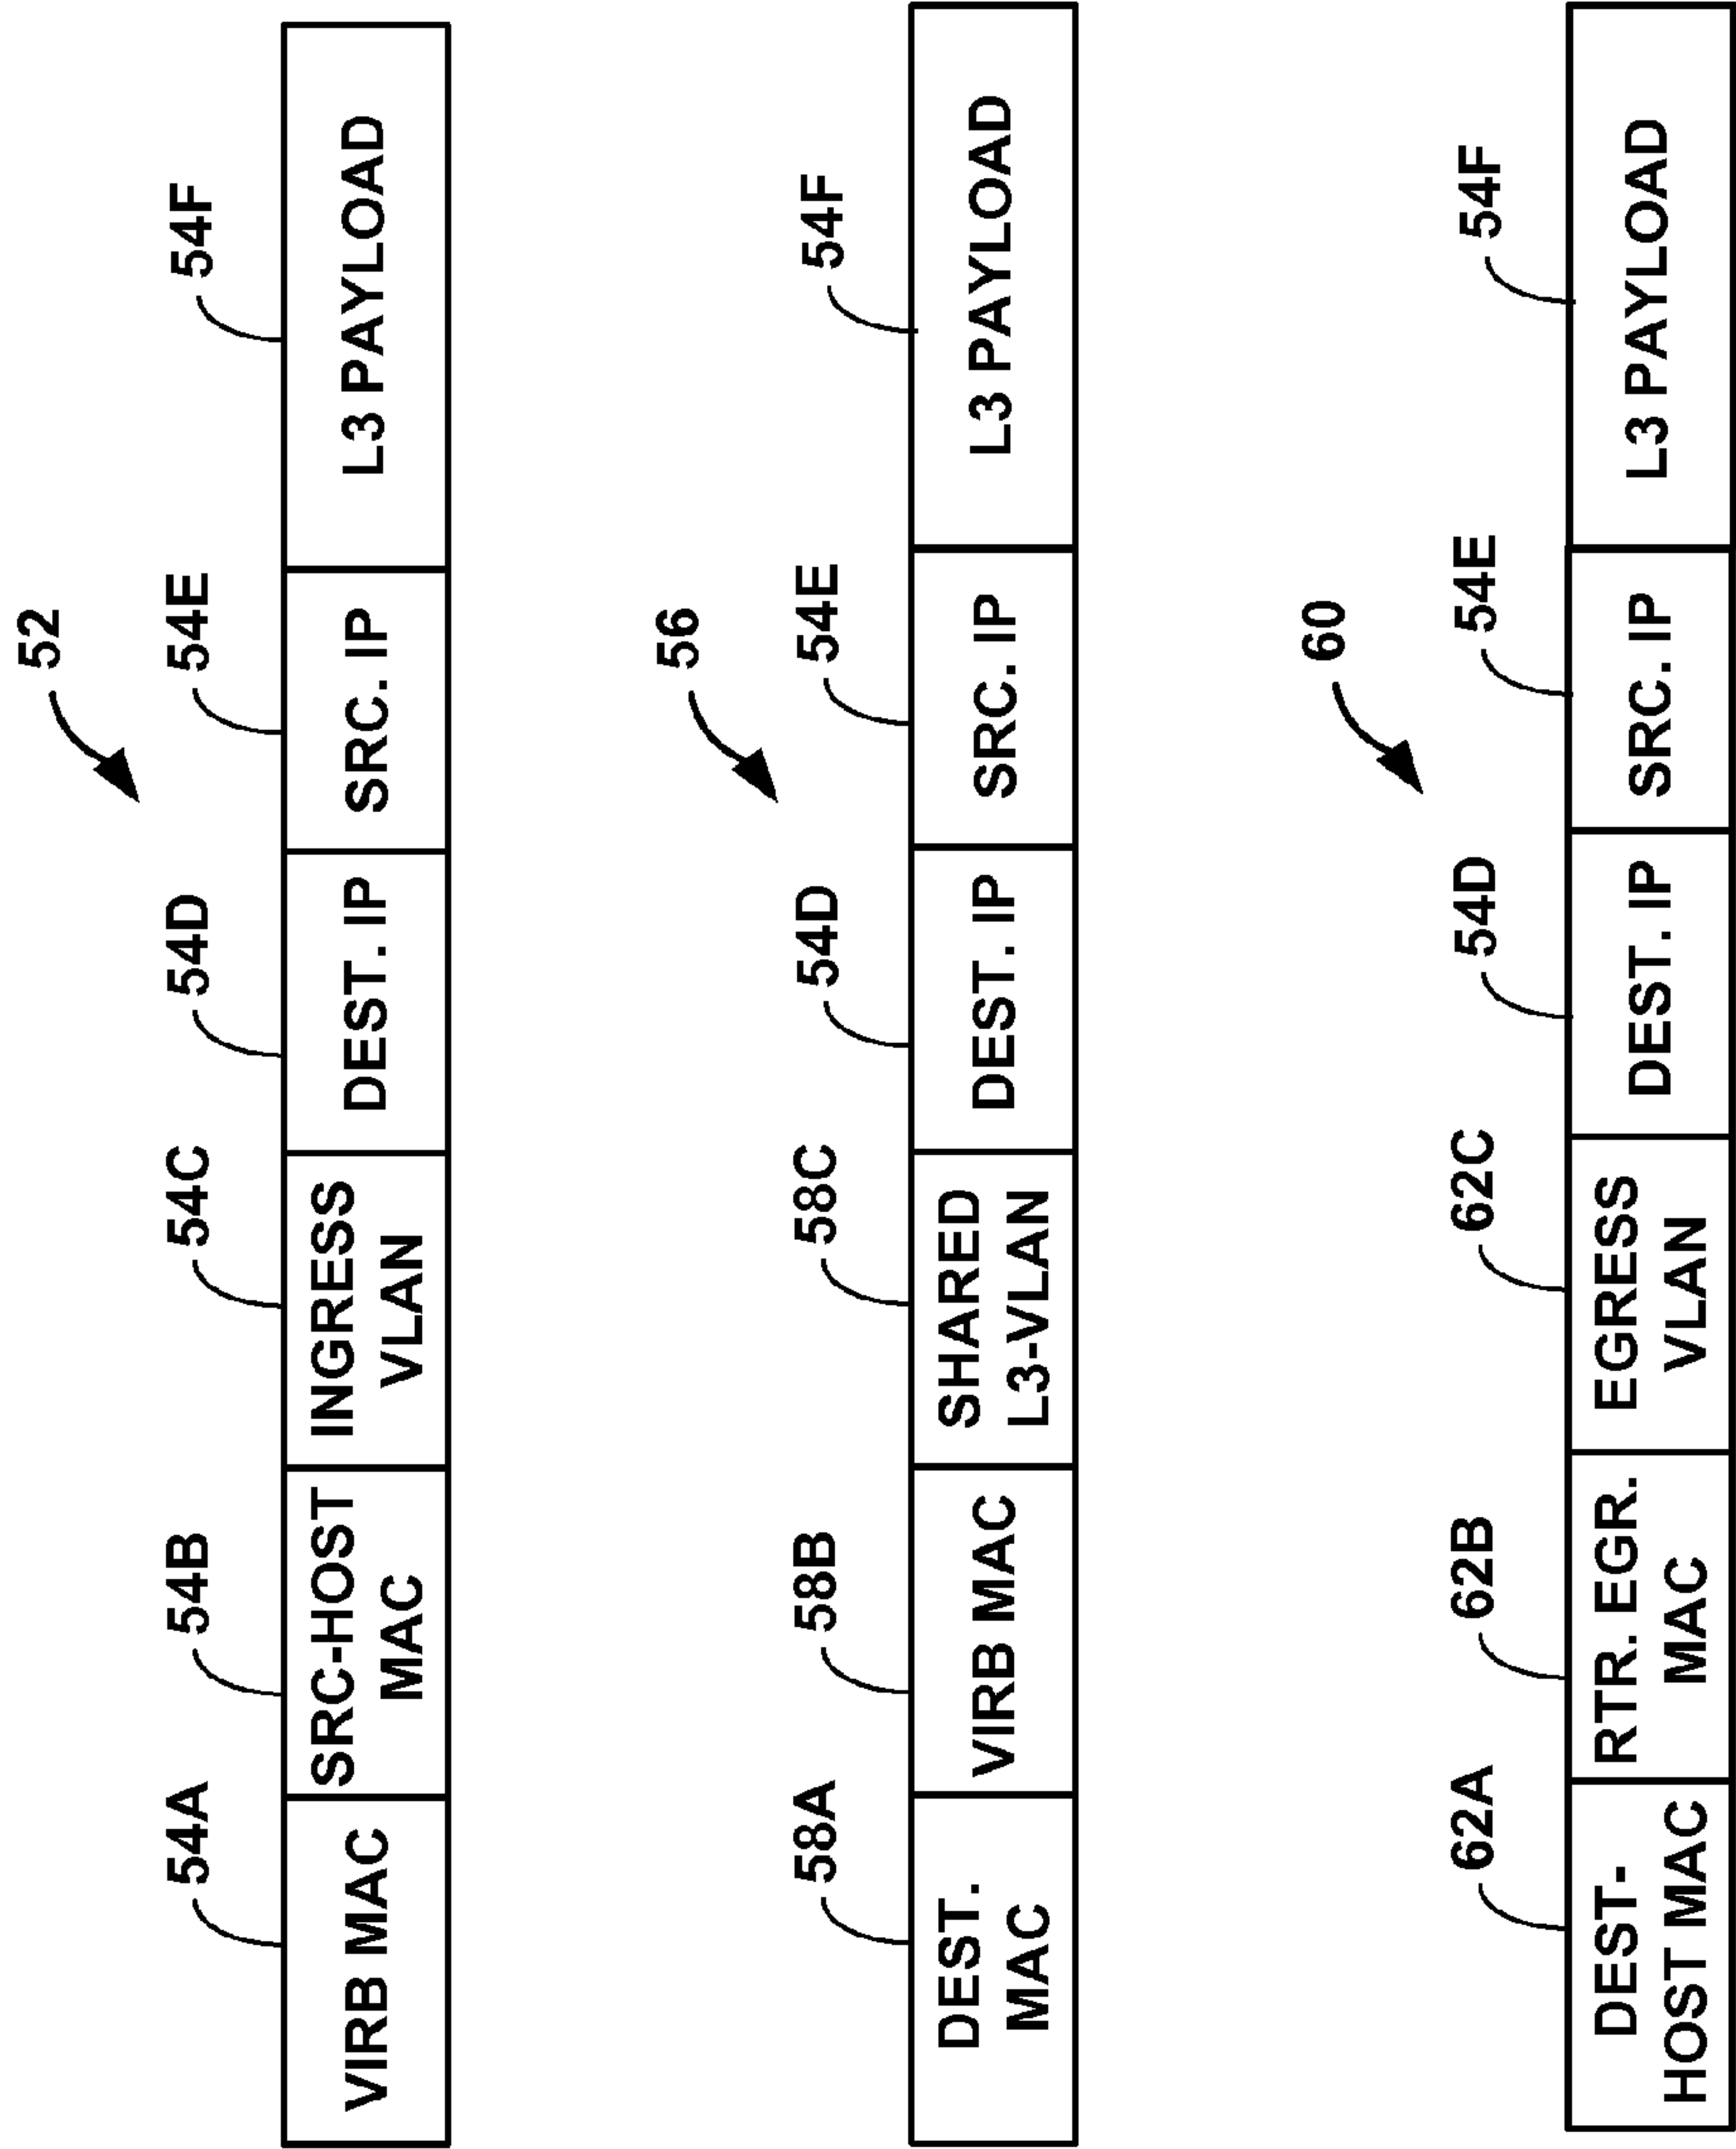 52
54A
54B
54C
54D
54E
54F
VIRB MAC
SRC-HOST
MAC
INGRESS
VLAN
DEST. IP
SRC. IP
L3 PAYLOAD
56
58A
58B
58C
54D
54E
54F
DEST.
MAC
VIRB MAC
SHARED
L3-VLAN
DEST. IP
SRC. IP
L3 PAYLOAD
60
62A
62B
62C
54D
54E
54F
DEST-
HOST MAC
RTR. EGR.
MAC
EGRESS
VLAN
DEST. IP
SRC. IP
L3 PAYLOAD